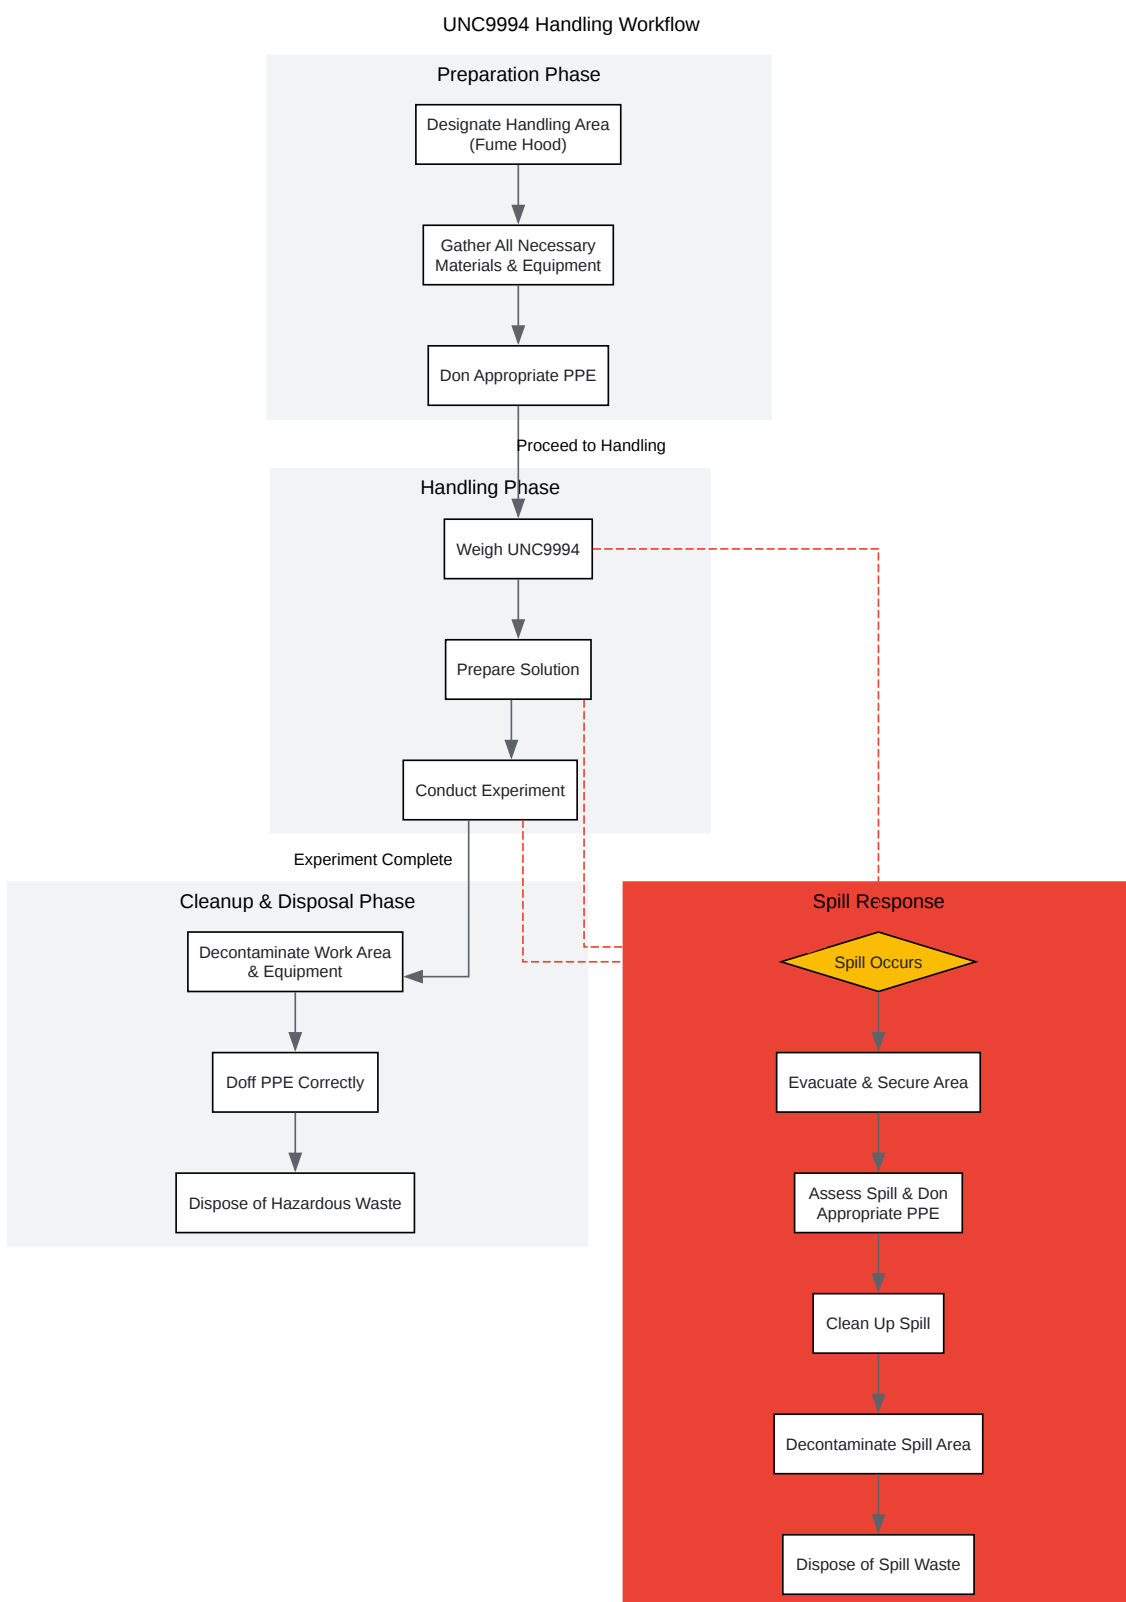 UNC9994 Handling Workflow
Preparation Phase
Designate Handling Area
(Fume Hood)
Gather All Necessary
Materials & Equipment
Don Appropriate PPE
Proceed to Handling
Handling Phase
Weigh UNC9994
Prepare Solution
Conduct Experiment
Experiment Complete
Cleanup & Disposal Phase
Decontaminate Work Area
& Equipment
Doff PPE Correctly
Dispose of Hazardous Waste
Spill Response
Spill Occurs
Evacuate & Secure Area
Assess Spill & Don
Appropriate PPE
Clean Up Spill
Decontaminate Spill Area
Dispose of Spill Waste